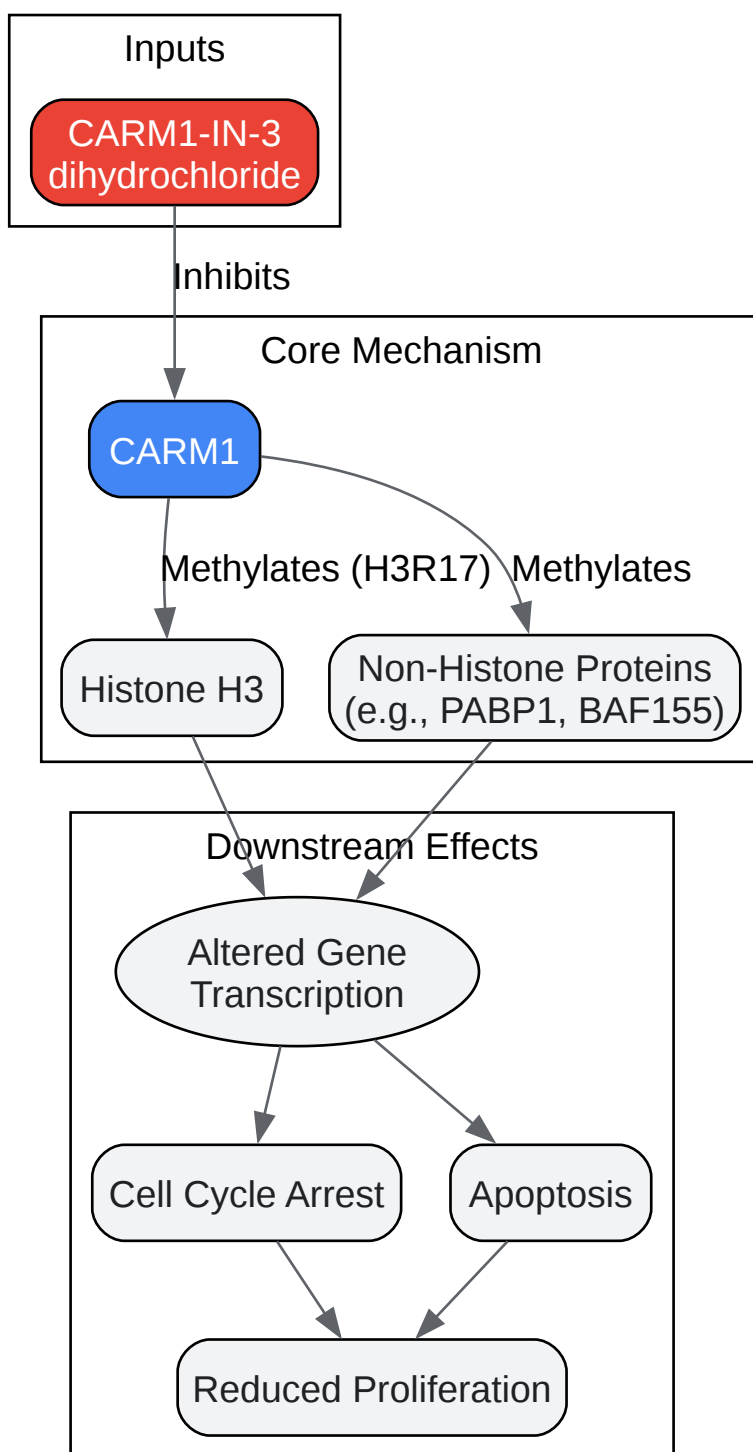 Inputs
CARM1-IN-3
dihydrochloride
Inhibits
Core Mechanism
CARM1
Methylates (H3R17)
Methylates
Histone H3
Non-Histone Proteins
(e.g., PABP1, BAF155)
Downstream Effects
Altered Gene
Transcription
Cell Cycle Arrest
Apoptosis
Reduced Proliferation